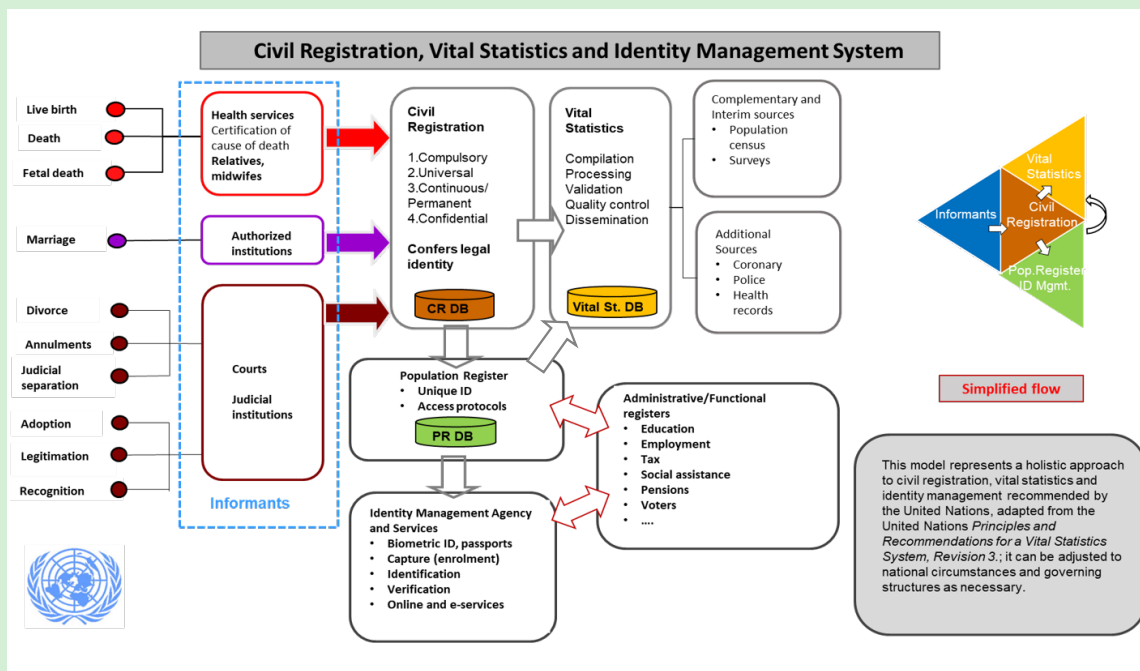 Civil Registration, Vital Statistics and Identity Management System
Live birth
Death
Fetal death
Marriage
Divorce
Annulments
Judicial
separation
Adoption
Legitimation
Recognition
Health services
Certification of
cause of death
Relatives,
midwifes
Authorized
institutions
Courts
Judicial
institutions
Informants
Civil
Registration
1.Compulsory
2.Universal
3.Continuous/
Permanent
4.Confidential
Confers legal
identity
CR DB
Vital
Statistics
Compilation
Processing
Validation
Quality control
Dissemination
Vital St. DB
Complementary and
Interim sources
• Population
census
• Surveys
Additional
Sources
• Coronary
• Police
• Health
records
Population Register
• Unique ID
• Access protocols
PR DB
Identity Management Agency
and Services
• Biometric ID, passports
• Capture (enrolment)
• Identification
• Verification
• Online and e-services
Administrative/Functional
registers
• Education
• Employment
• Tax
• Social assistance
• Pensions
• Voters
• ....
Vital
Statistics
Informants
Civil
Registration
Pop.Register
ID Mgmt.
Simplified flow
This model represents a holistic approach
to civil registration, vital statistics and
identity management recommended by
the United Nations, adapted from the
United Nations Principles and
Recommendations for a Vital Statistics
System, Revision 3.; it can be adjusted to
national circumstances and governing
structures as necessary.